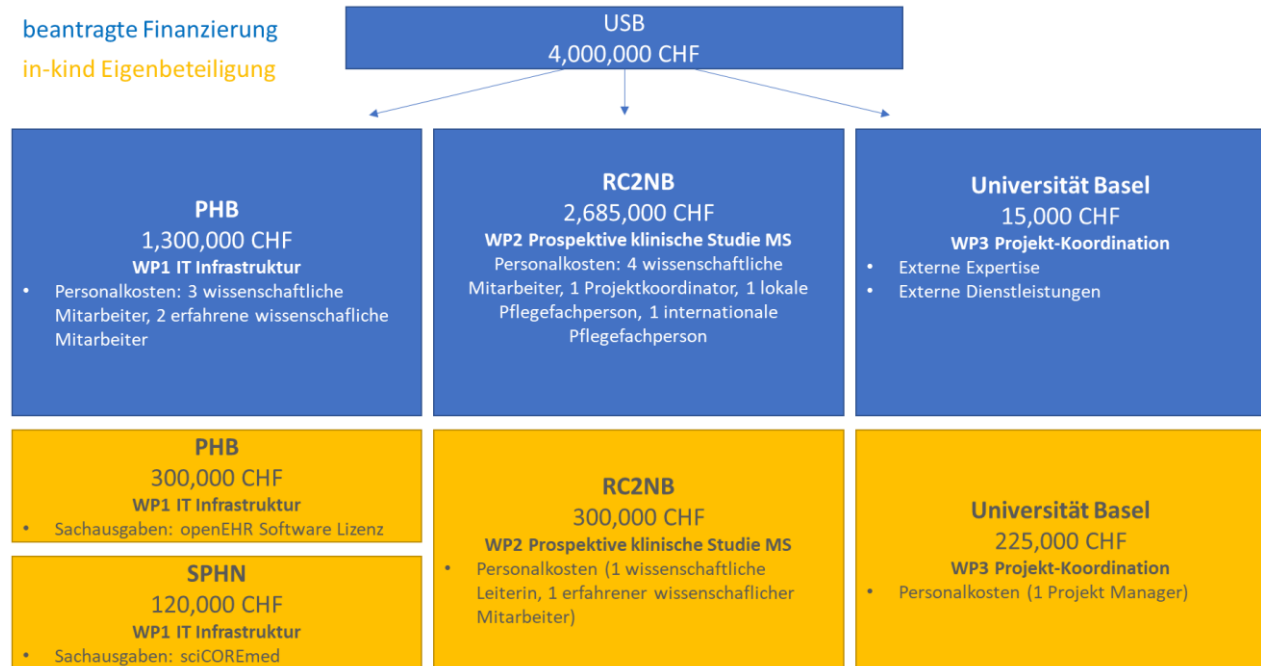 beantragte Finanzierung
in-kind Eigenbeteiligung
USB
4,000,000 CHF
PHB
1,300,000 CHF
WP1 IT Infrastruktur
• Personalkosten: 3 wissenschaftliche
Mitarbeiter, 2 erfahrene wissenschafliche
Mitarbeiter
RC2NB
2,685,000 CHF
WP2 Prospektive klinische Studie MS
Personalkosten: 4 wissenschaftliche
Mitarbeiter, 1 Projektkoordinator, 1 lokale
Pflegefachperson, 1 internationale
Pflegefachperson
Universität Basel
15,000 CHF
WP3 Projekt-Koordination
• Externe Expertise
• Externe Dienstleistungen
PHB
300,000 CHF
WP1 IT Infrastruktur
• Sachausgaben: openEHR Software Lizenz
SPHN
120,000 CHF
WP1 IT Infrastruktur
• Sachausgaben: sciCOREmed
RC2NB
300,000 CHF
WP2 Prospektive klinische Studie MS
• Personalkosten (1 wissenschaftliche
Leiterin, 1 erfahrener wissenschaflicher
Mitarbeiter)
Universität Basel
225,000 CHF
WP3 Projekt-Koordination
• Personalkosten (1 Projekt Manager)